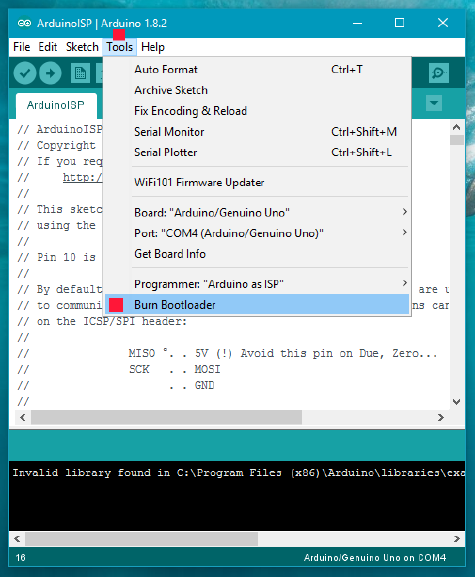 ArduinoISP | Arduino 1.8.2
File Edit Sketch Tools Help
Auto Format Ctrl+T
Archive Sketch
Fix Encoding & Reload
Serial Monitor Ctrl+Shift+M
Serial Plotter Ctrl+Shift+L
WiFi101 Firmware Updater
Board: "Arduino/Genuino Uno"
Port: "COM4 (Arduino/Genuino Uno)"
Get Board Info
Programmer: "Arduino as ISP"
Burn Bootloader
ArduinoISP
// ArduinoISP
// Copyright
// If you req
// http:/
//
// This sketc
// using the
//
// Pin 10 is
//
// By default are u
// to communi ns can
// on the ICSP/SPI header:
//
// MISO °. . 5V (!) Avoid this pin on Due, Zero...
// SCK . . MOSI
// . . GND
//
Invalid library found in C:\Program Files (x86)\Arduino\libraries\exa
16 Arduino/Genuino Uno on COM4